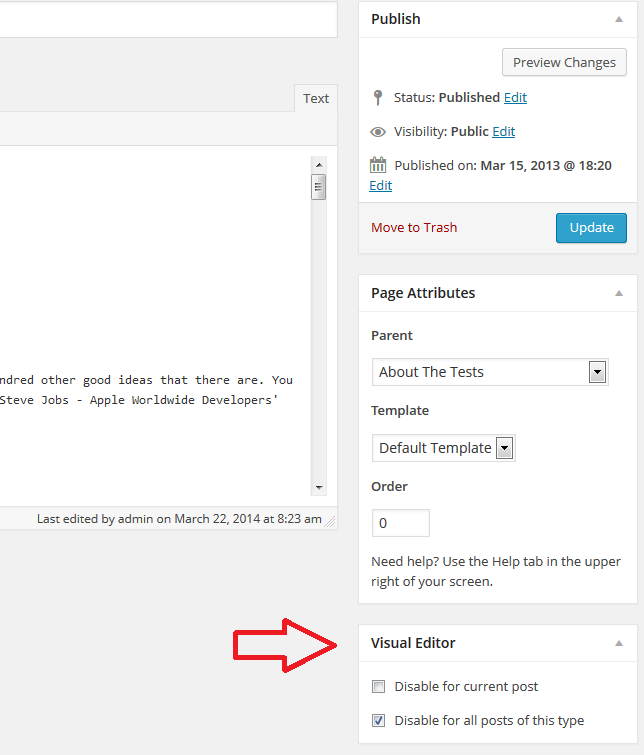 Text
ndred other good ideas that there are. You
Steve Jobs - Apple Worldwide Developers'
Last edited by admin on March 22, 2014 at 8:23 am
Publish
Preview Changes
Status: Published Edit
Visibility: Public Edit
Published on: Mar 15, 2013 @ 18:20
Edit
Move to Trash
Update
Page Attributes
Parent
About The Tests
Template
Default Template
Order
0
Need help? Use the Help tab in the upper
right of your screen.
Visual Editor
Disable for current post
Disable for all posts of this type